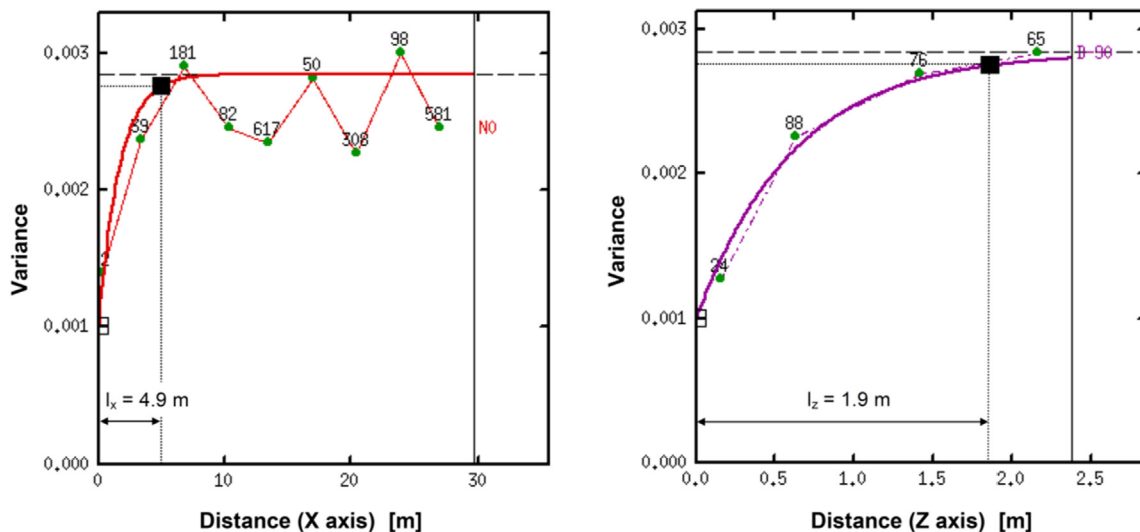 0.003
0.002
0.001
0.000
Variance
2
59
181
82
617
50
308
98
581
N0
lₓ = 4.9 m
0 10 20 30
Distance (X axis) [m]
0.003
0.002
0.001
0.000
Variance
24
88
76
65
D-90
l_z = 1.9 m
0.0 0.5 1.0 1.5 2.0 2.5
Distance (Z axis) [m]